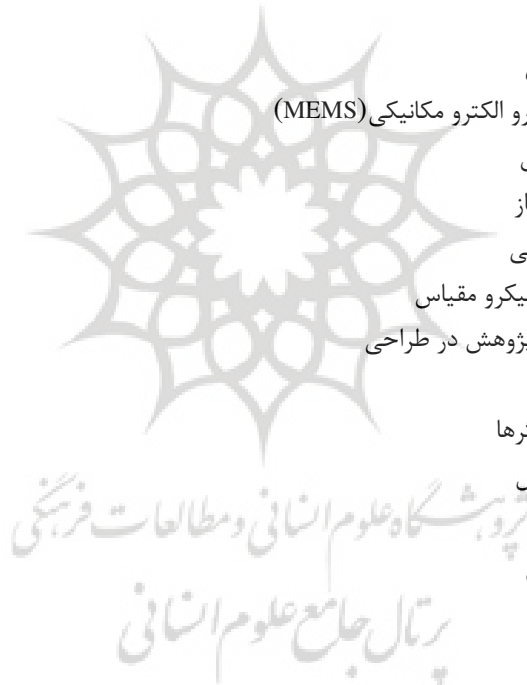 رو الکترو مکانیکی(MEMS)
از
یکرو مقیاس
پژوهش در طراحی
رها
پژوهشگاه علوم انسانی و مطالعات فرهنگی
پرتال جامع علوم انسانی